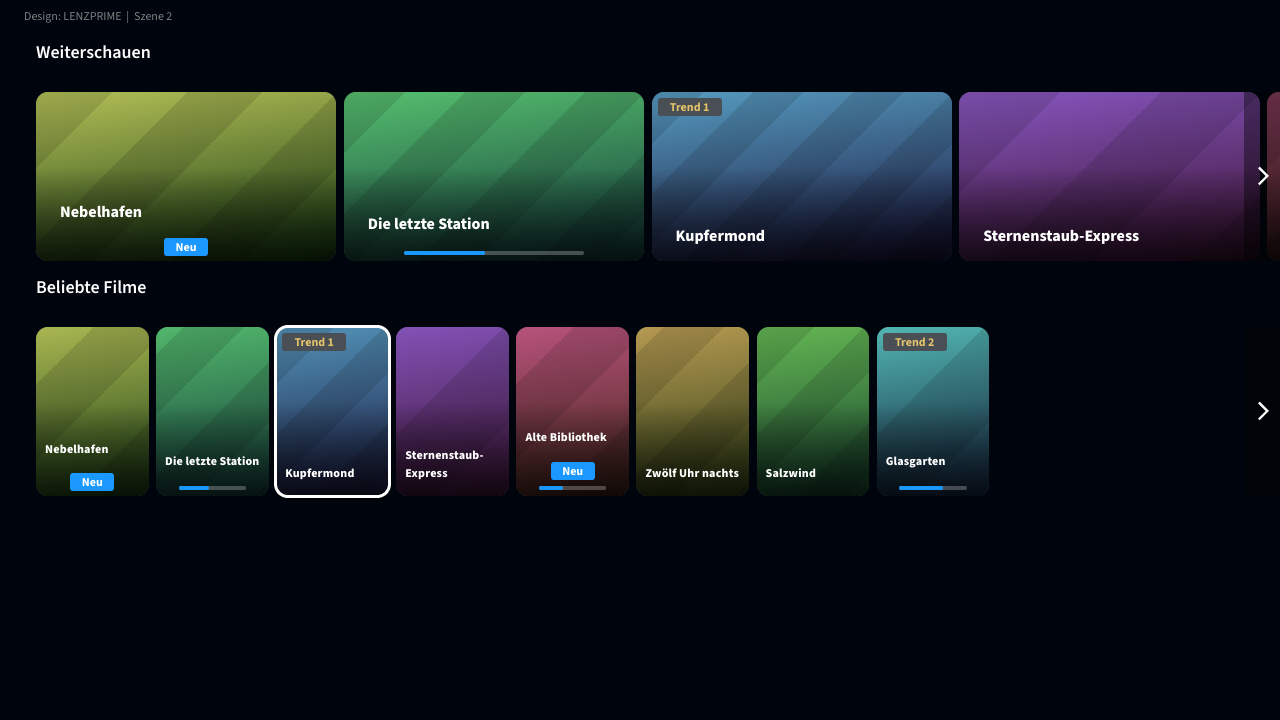 Design: LENZPRIME | Szene 2
Weiterschauen
Nebelhafen
Neu
Die letzte Station
Trend 1
Kupfermond
Sternenstaub-Express
Beliebte Filme
Nebelhafen
Neu
Die letzte Station
Trend 1
Kupfermond
Sternenstaub-
Express
Alte Bibliothek
Neu
Zwölf Uhr nachts
Salzwind
Trend 2
Glasgarten